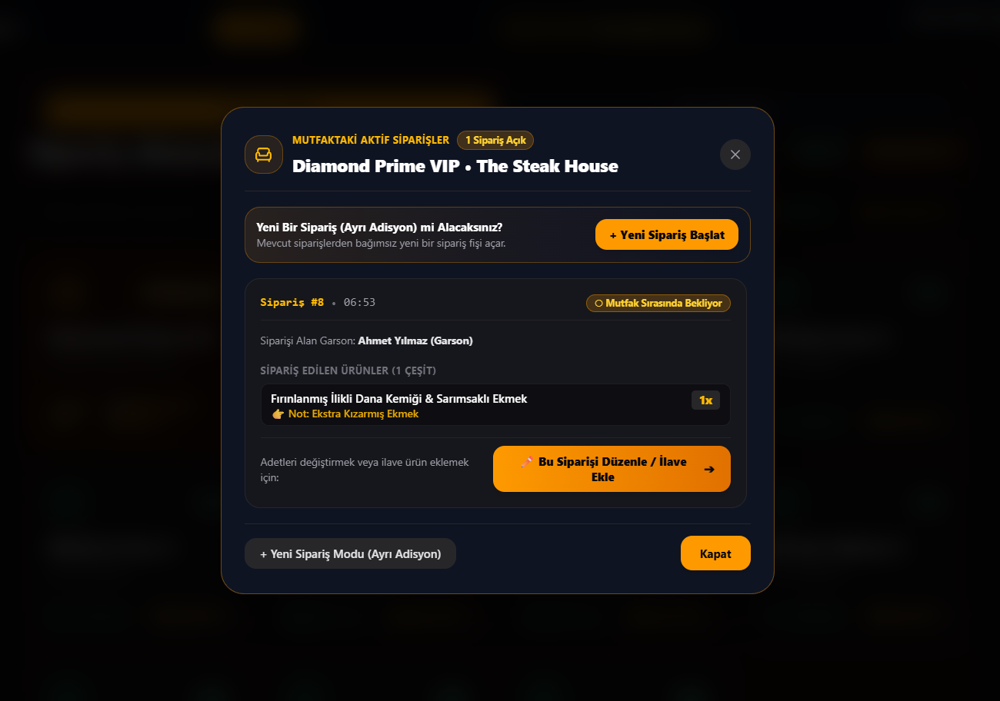 MUTFAKTAKİ AKTİF SİPARİŞLER 1 Sipariş Açık
Diamond Prime VIP • The Steak House
Yeni Bir Sipariş (Ayrı Adisyon) mi Alacaksınız?
Mevcut siparişlerden bağımsız yeni bir sipariş fişi açar.
+ Yeni Sipariş Başlat
Sipariş #8 • 06:53
Mutfak Sırasında Bekliyor
Siparişi Alan Garson: Ahmet Yılmaz (Garson)
SİPARİŞ EDİLEN ÜRÜNLER (1 ÇEŞİT)
Fırınlanmış İlikli Dana Kemiği & Sarımsaklı Ekmek
1x
👉 Not: Ekstra Kızarmış Ekmek
Adetleri değiştirmek veya ilave ürün eklemek
için:
Bu Siparişi Düzenle / İlave
Ekle ➔
+ Yeni Sipariş Modu (Ayrı Adisyon)
Kapat